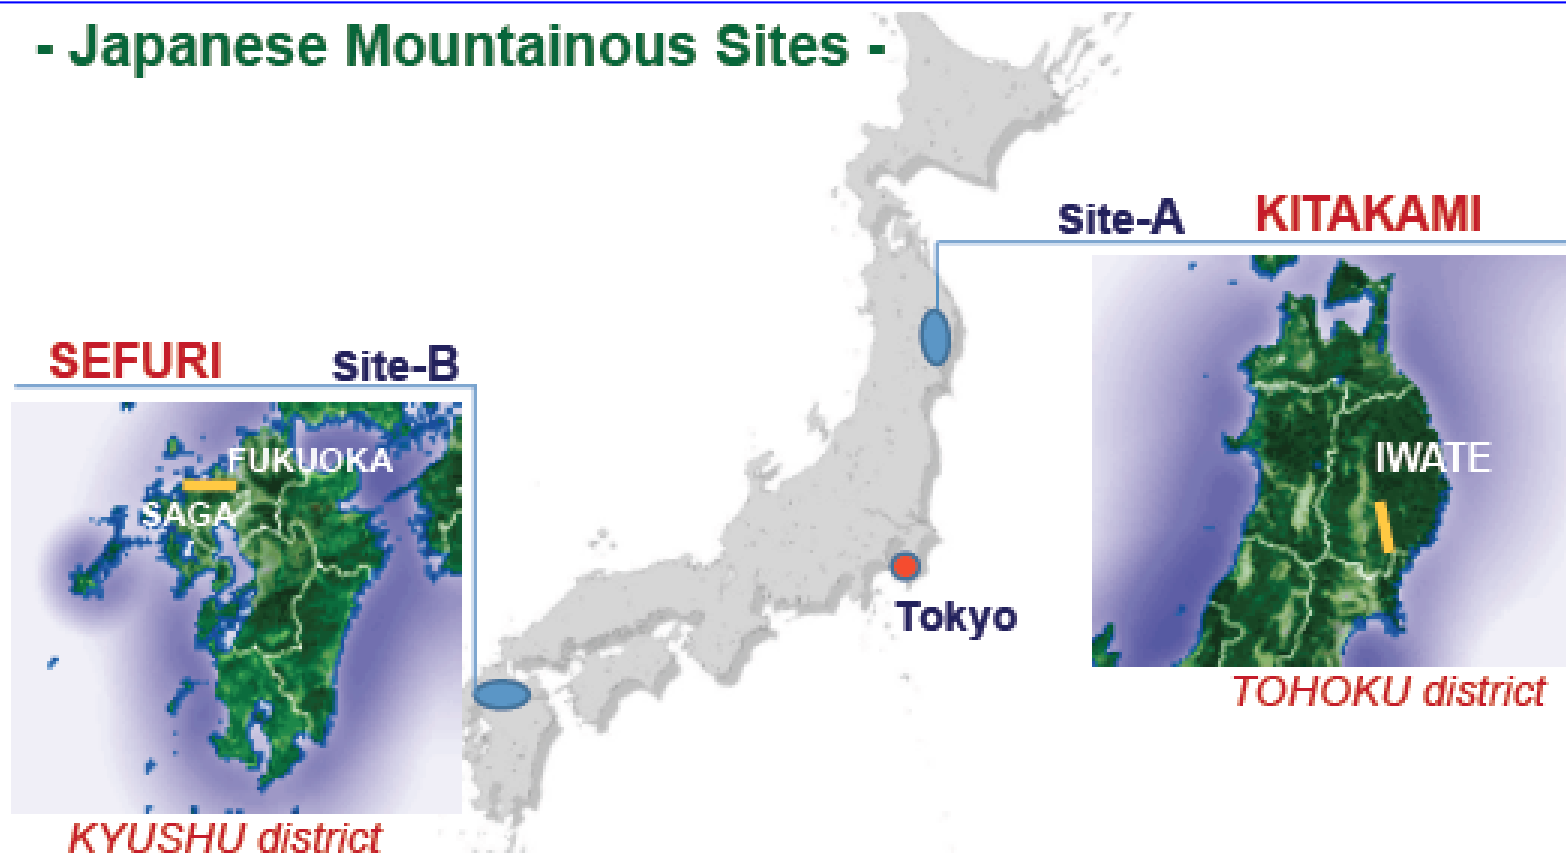 - Japanese Mountainous Sites -
Site-A KITAKAMI
SEFURI Site-B
IWATE
FUKUOKA
SAGA
Tokyo
TOHOKU district
KYUSHU district